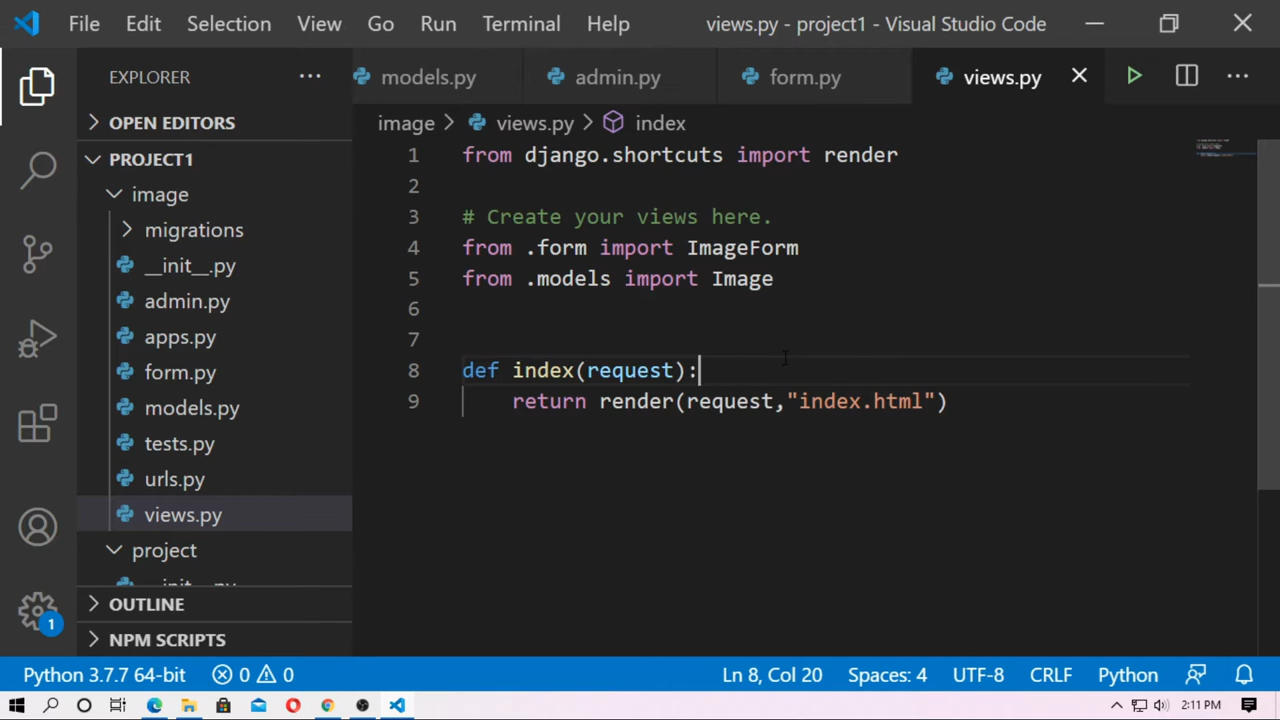 File Edit Selection View Go Run Terminal Help views.py - project1 - Visual Studio Code
EXPLORER
models.py admin.py form.py views.py
OPEN EDITORS
image > views.py > index
PROJECT1
image
migrations
__init__.py
admin.py
apps.py
form.py
models.py
tests.py
urls.py
views.py
project
__init__.py
OUTLINE
NPM SCRIPTS
1 from django.shortcuts import render
2
3 # Create your views here.
4 from .form import ImageForm
5 from .models import Image
6
7
8 def index(request):
9 return render(request,"index.html")
1
Python 3.7.7 64-bit 0 0 Ln 8, Col 20 Spaces: 4 UTF-8 CRLF Python
2:11 PM